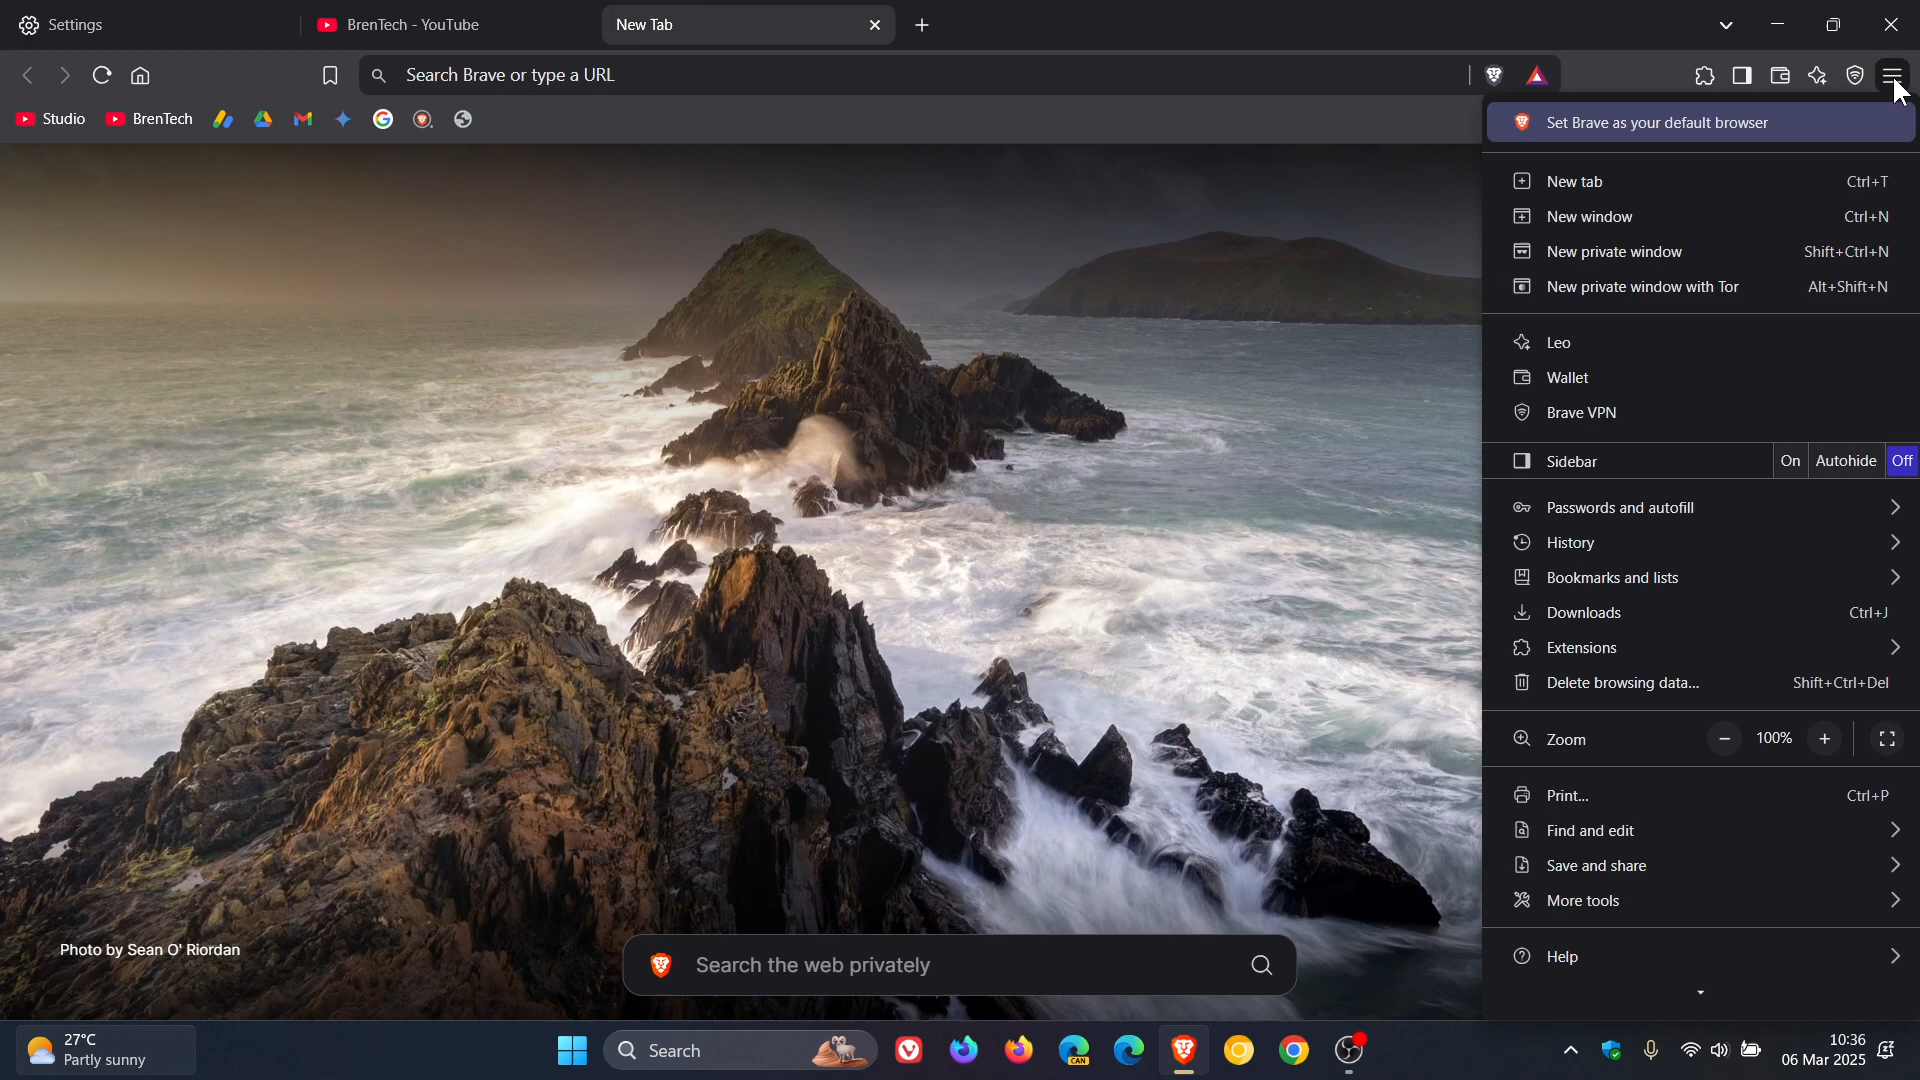 Settings
BrenTech - YouTube
New Tab
Search Brave or type a URL
Studio
BrenTech
Set Brave as your default browser
New tab Ctrl+T
New window Ctrl+N
New private window Shift+Ctrl+N
New private window with Tor Alt+Shift+N
Leo
Wallet
Brave VPN
Sidebar On Autohide Off
Passwords and autofill
History
Bookmarks and lists
Downloads Ctrl+J
Extensions
Delete browsing data... Shift+Ctrl+Del
Zoom − 100% +
Print... Ctrl+P
Find and edit
Save and share
More tools
Help
Photo by Sean O' Riordan
Search the web privately
27°C
Partly sunny
Search
CAN
10:36
06 Mar 2025